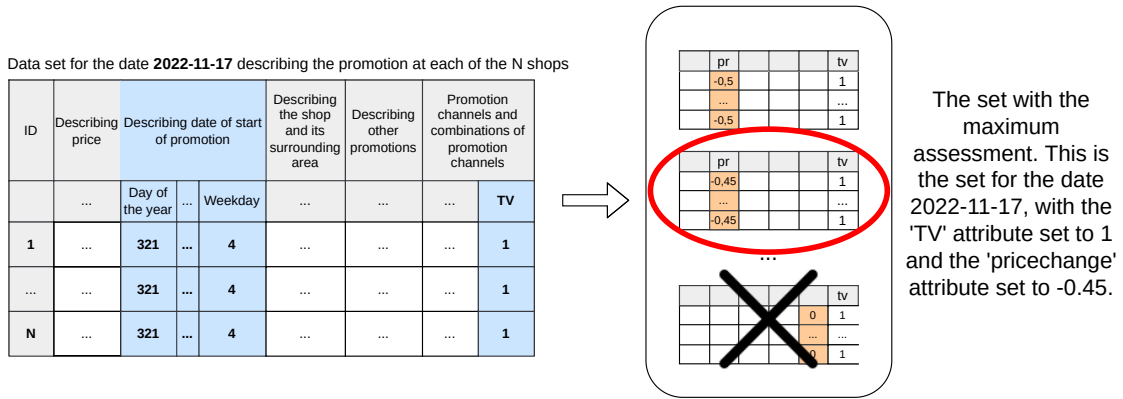 Data set for the date 2022-11-17 describing the promotion at each of the N shops
ID
Describing
price
Describing date of start
of promotion
Describing
the shop
and its
surrounding
area
Describing
other
promotions
Promotion
channels and
combinations of
promotion
channels
... Day of
the year ... Weekday ... ... ... TV
1 ... 321 ... 4 ... ... ... 1
... ... 321 ... 4 ... ... ... 1
N ... 321 ... 4 ... ... ... 1
pr tv
-0,5 1
... ...
-0,5 1
pr tv
-0,45 1
... ...
-0,45 1
...
tv
0 1
... ...
0 1
The set with the
maximum
assessment. This is
the set for the date
2022-11-17, with the
'TV' attribute set to 1
and the 'pricechange'
attribute set to -0.45.